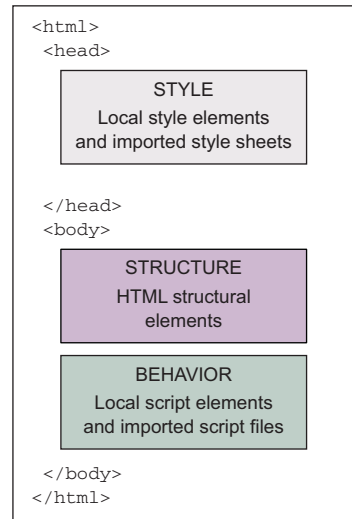 <html>
<head>
STYLE
Local style elements
and imported style sheets
</head>
<body>
STRUCTURE
HTML structural
elements
BEHAVIOR
Local script elements
and imported script files
</body>
</html>